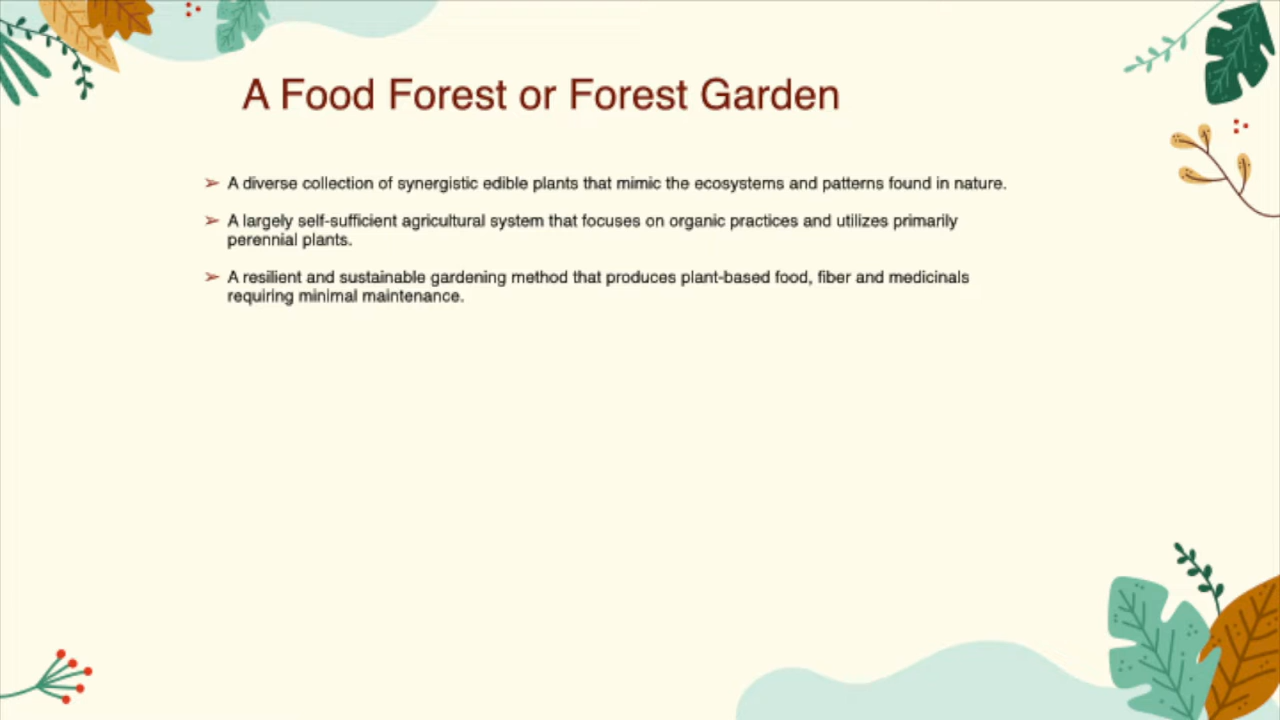 A Food Forest or Forest Garden
➢ A diverse collection of synergistic edible plants that mimic the ecosystems and patterns found in nature.
➢ A largely self-sufficient agricultural system that focuses on organic practices and utilizes primarily
perennial plants.
➢ A resilient and sustainable gardening method that produces plant-based food, fiber and medicinals
requiring minimal maintenance.